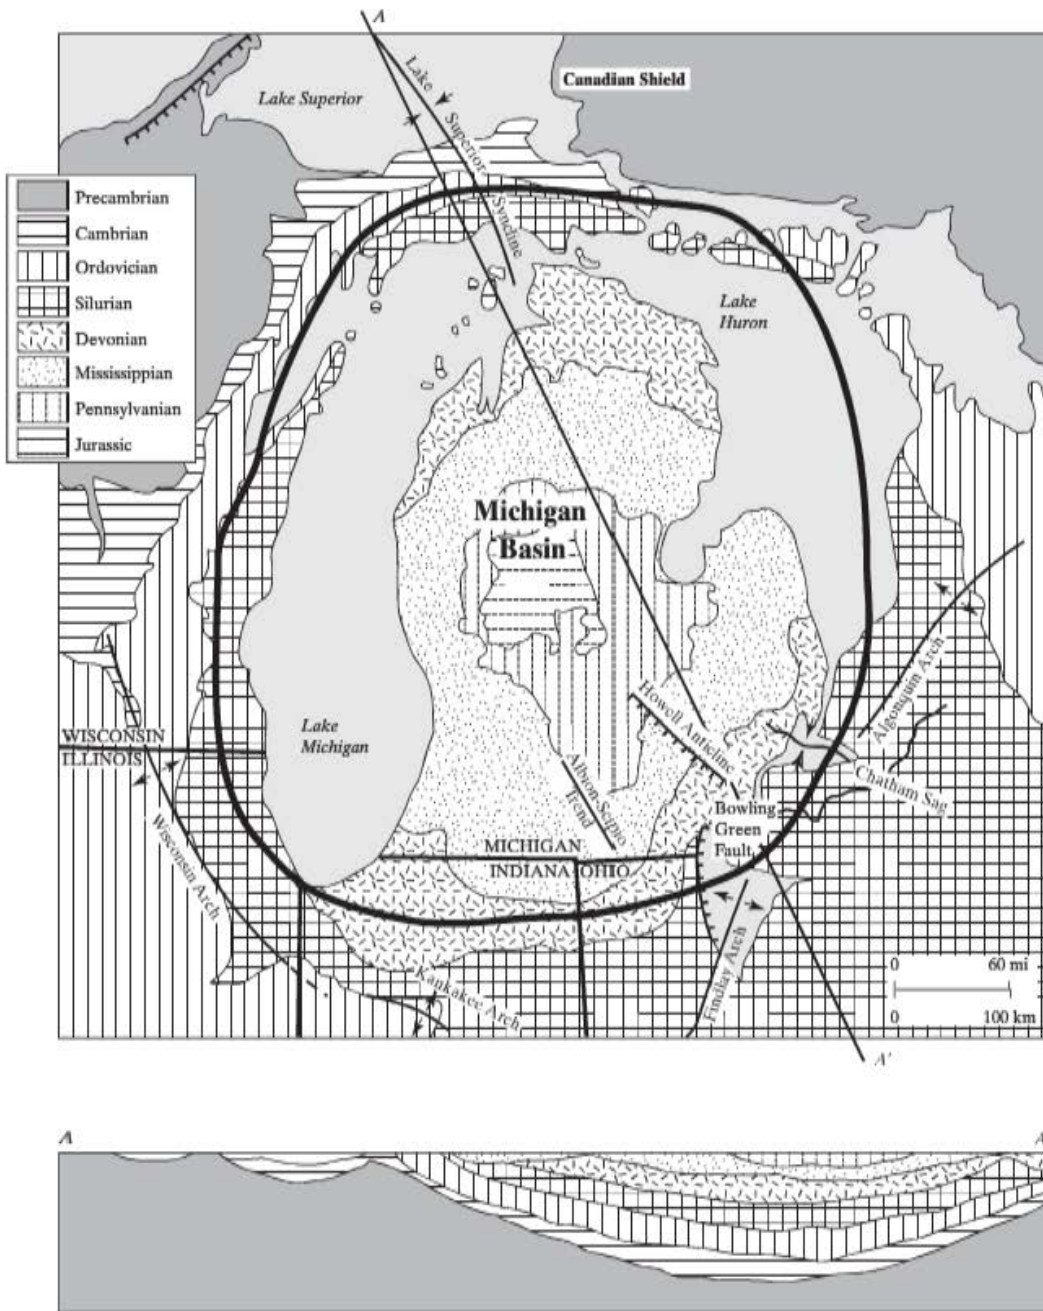 A
Lake Superior Syncline
Canadian Shield
Lake Superior
Precambrian
Cambrian
Ordovician
Silurian
Devonian
Mississippian
Pennsylvanian
Jurassic
Lake
Huron
Michigan
Basin
Howell Anticline
Algonquin Arch
Lake
Michigan
WISCONSIN
ILLINOIS
Chatham Sag
Albion Scipio
Trend
Bowling
Green
Fault
Wisconsin Arch
MICHIGAN
INDIANA OHIO
Kankakee Arch
Findlay Arch
0 60 mi
0 100 km
A'
A
A